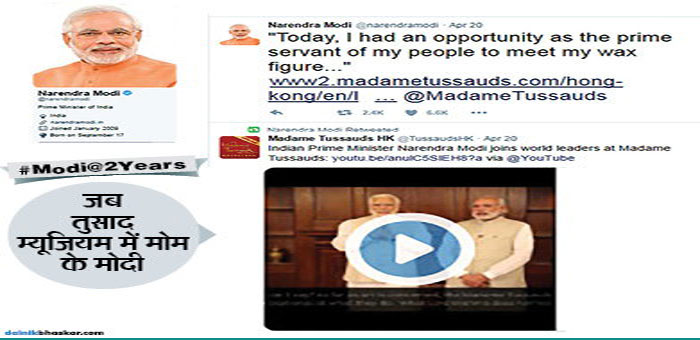 Narendra Modi
@narendramodi
Prime Minister of India
India
narendramodi.in
Joined January 2009
Born on September 17
#Modi@2Years
जब
तुसाद
म्यूजियम में मोम
के मोदी
dainikbhaskar.com
Narendra Modi @narendramodi · Apr 20
"Today, I had an opportunity as the prime
servant of my people to meet my wax
figure..."
www2.madametussauds.com/hong-
kong/en/l ... @MadameTussauds
2.4K 6.6K
Narendra Modi Retweeted
Madame Tussauds HK @TussaudsHK · Apr 20
Indian Prime Minister Narendra Modi joins world leaders at Madame
Tussauds: youtu.be/anulC5SIEH8?a via @YouTube